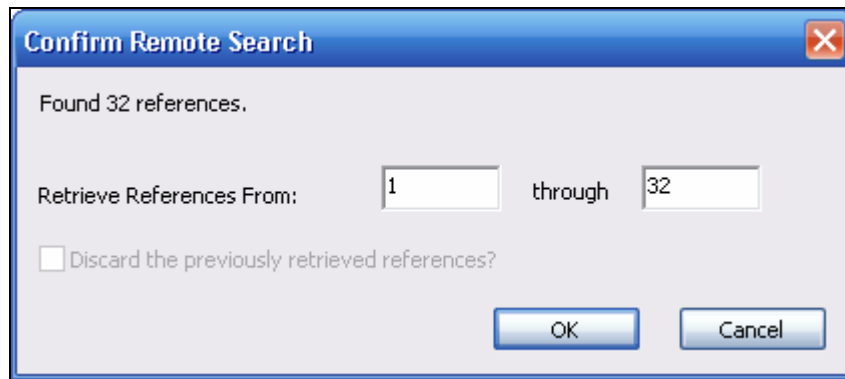 Confirm Remote Search
Found 32 references.
Retrieve References From: 1 through 32
Discard the previously retrieved references?
OK Cancel